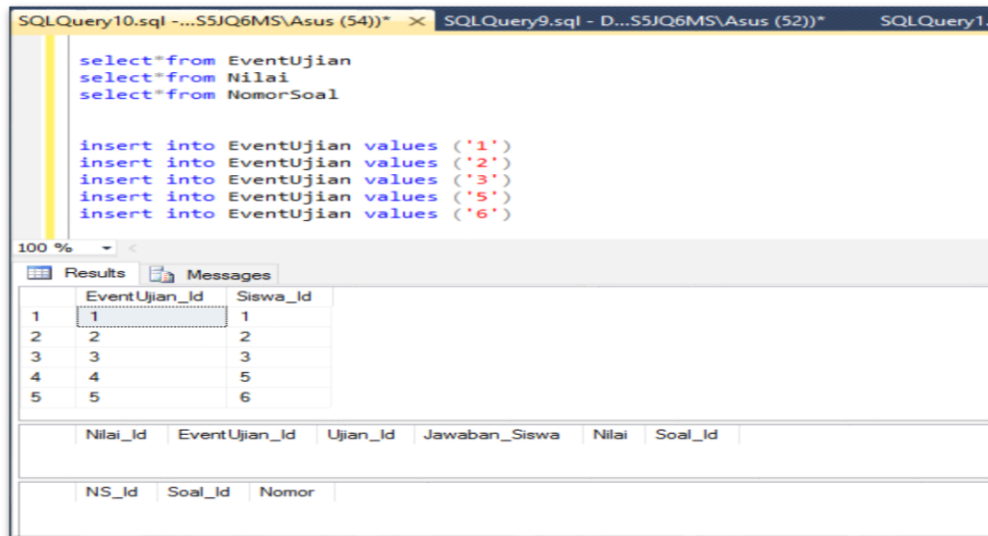 SQLQuery10.sql -...S5JQ6MS\Asus (54))* × SQLQuery9.sql - D...S5JQ6MS\Asus (52))* SQLQuery1.
select*from EventUjian
select*from Nilai
select*from NomorSoal
insert into EventUjian values ('1')
insert into EventUjian values ('2')
insert into EventUjian values ('3')
insert into EventUjian values ('5')
insert into EventUjian values ('6')
100 %
Results Messages
EventUjian_Id Siswa_Id
1 1 1
2 2 2
3 3 3
4 4 5
5 5 6
Nilai_Id EventUjian_Id Ujian_Id Jawaban_Siswa Nilai Soal_Id
NS_Id Soal_Id Nomor